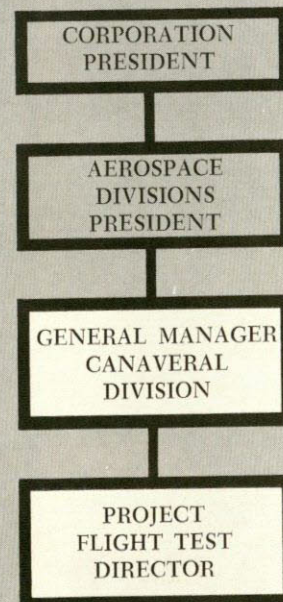 CORPORATION
PRESIDENT
AEROSPACE
DIVISIONS
PRESIDENT
GENERAL MANAGER
CANAVERAL
DIVISION
PROJECT
FLIGHT TEST
DIRECTOR